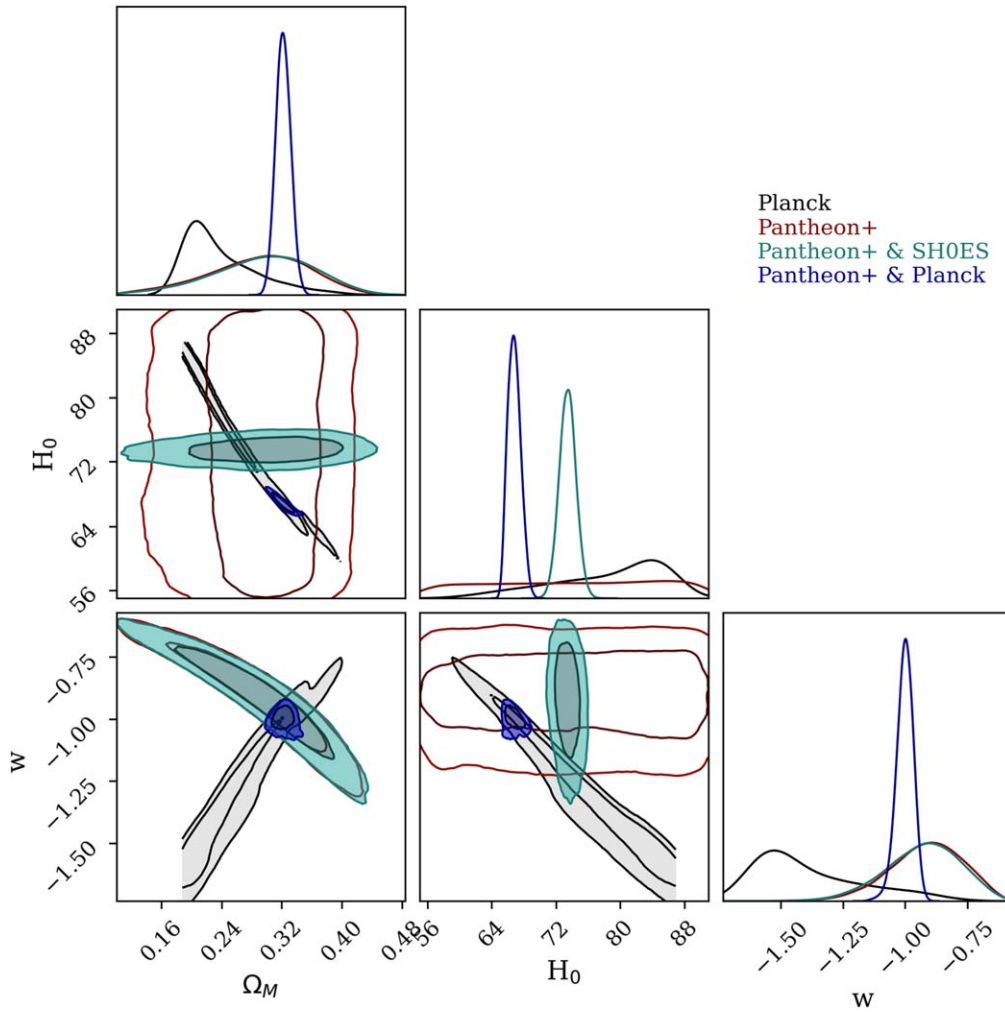 Planck
Pantheon+
Pantheon+ & SH0ES
Pantheon+ & Planck
88
80
72
64
56
H₀
−0.75
−1.00
−1.25
−1.50
w
0.16
0.24
0.32
0.40
0.48
Ω_M
56
64
72
80
88
H₀
−1.50
−1.25
−1.00
−0.75
w